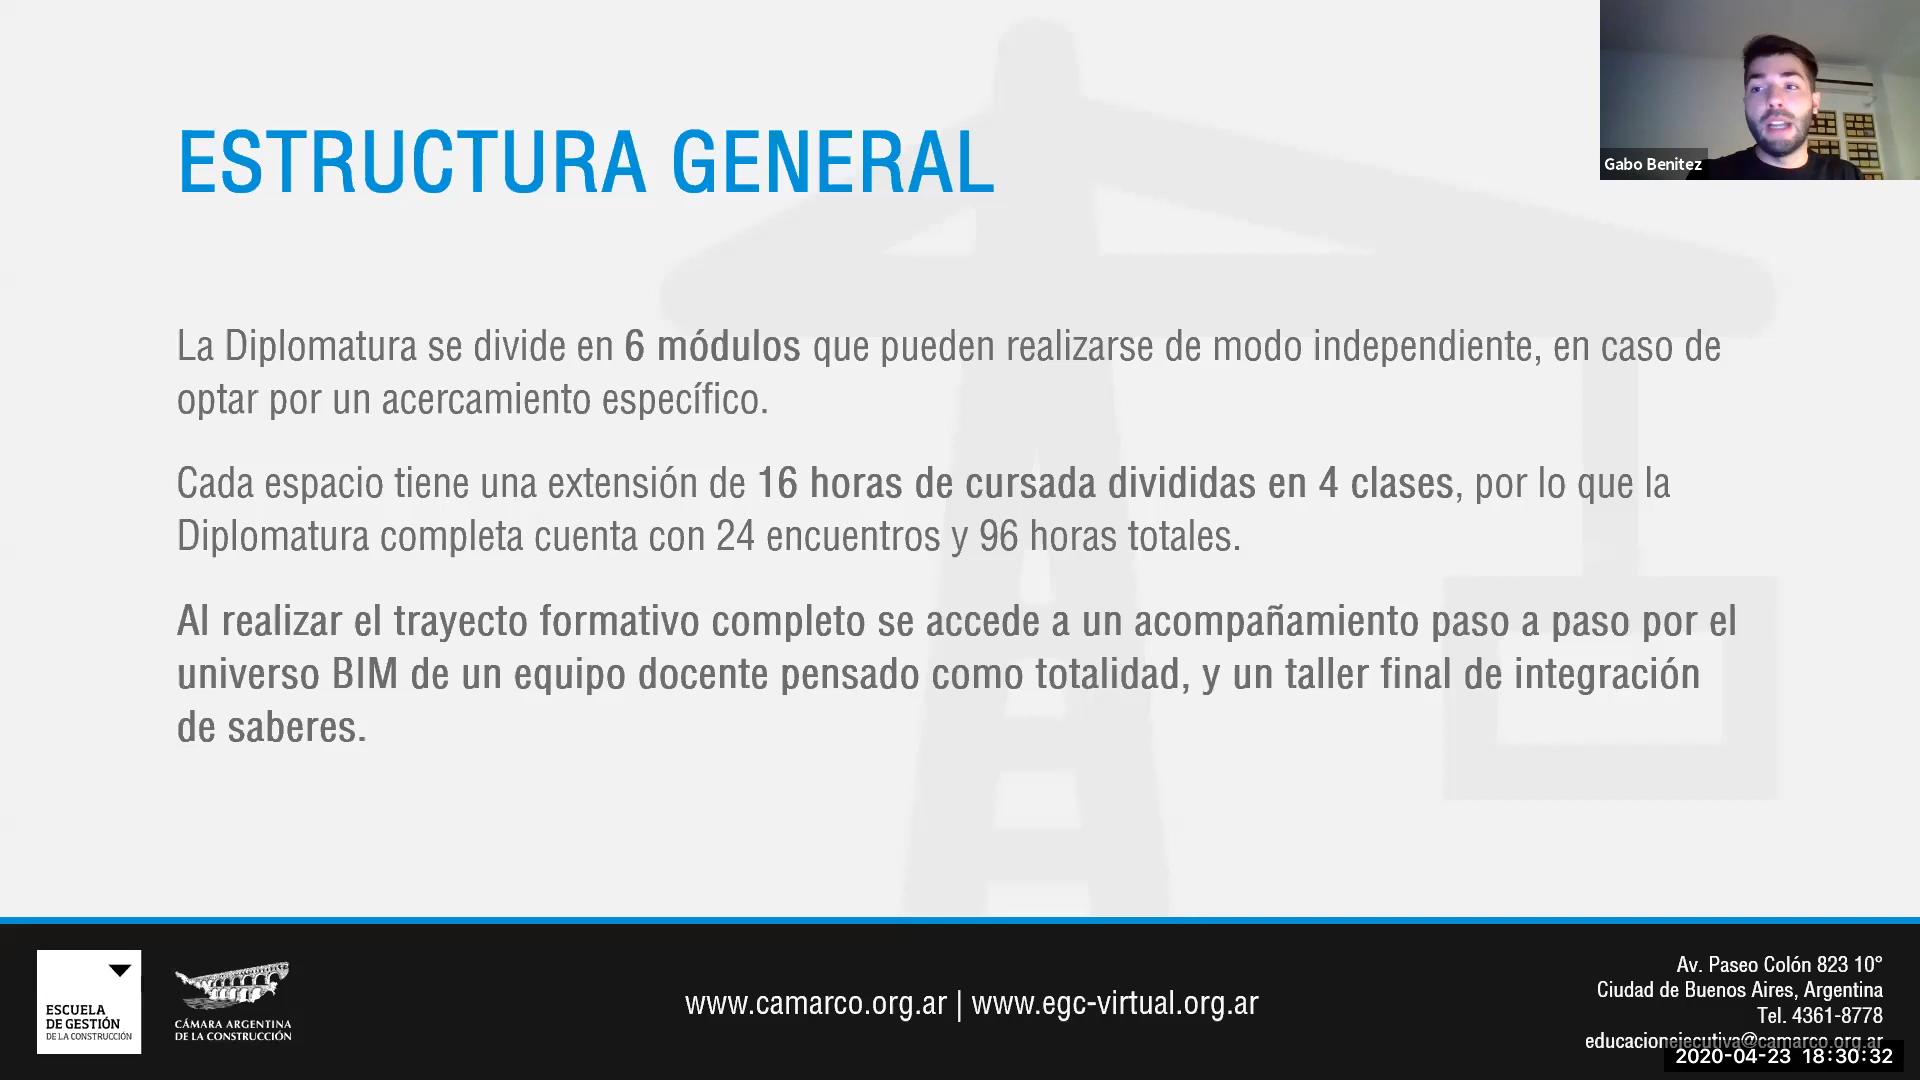 ESTRUCTURA GENERAL
Gabo Benitez
La Diplomatura se divide en 6 módulos que pueden realizarse de modo independiente, en caso de
optar por un acercamiento específico.
Cada espacio tiene una extensión de 16 horas de cursada divididas en 4 clases, por lo que la
Diplomatura completa cuenta con 24 encuentros y 96 horas totales.
Al realizar el trayecto formativo completo se accede a un acompañamiento paso a paso por el
universo BIM de un equipo docente pensado como totalidad, y un taller final de integración
de saberes.
ESCUELA
DE GESTIÓN
DE LA CONSTRUCCIÓN
CÁMARA ARGENTINA
DE LA CONSTRUCCIÓN
www.camarco.org.ar | www.egc-virtual.org.ar
Av. Paseo Colón 823 10°
Ciudad de Buenos Aires, Argentina
Tel. 4361-8778
educacionejecutiva@camarco.org.ar
2020-04-23 18:30:32